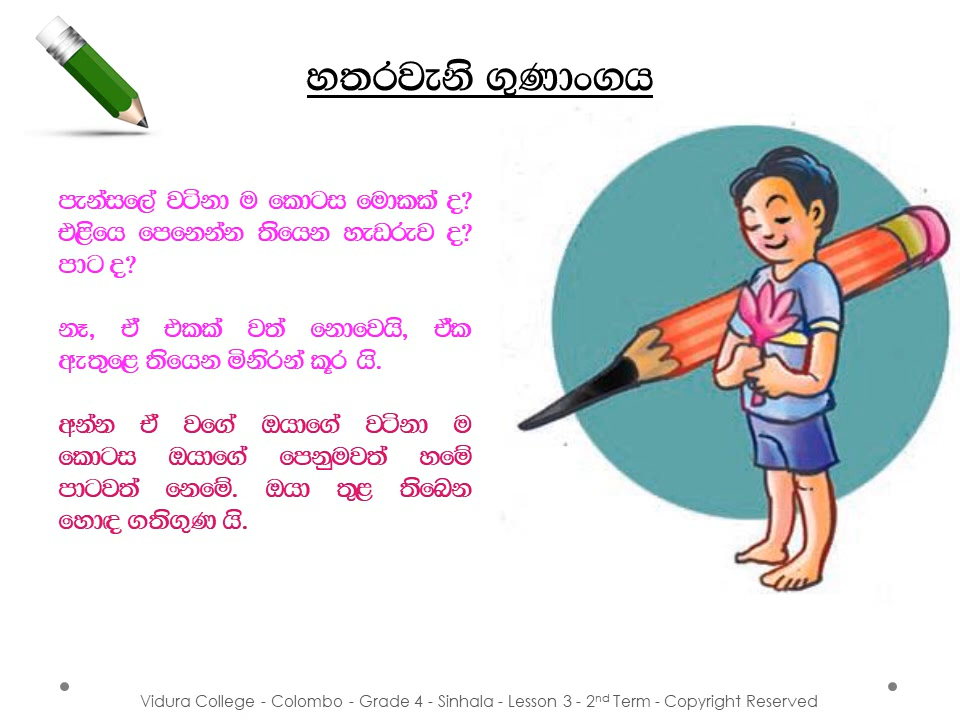 හතරවැනි ගුණාංගය
පැන්සලේ වටිනා ම කොටස මොකක් ද?
එළියෙ පෙනෙන්න තියෙන හැඩරුව ද?
පාට ද?
නෑ, ඒ එකක් වත් නොවෙයි, ඒක
ඇතුළෙ තියෙන මිනිරන් කූර යි.
අන්න ඒ වගේ ඔයාගේ වටිනා ම
කොටස ඔයාගේ පෙනුමවත් හමේ
පාටවත් නෙමේ. ඔයා තුළ තිබෙන
හොඳ ගතිගුණ යි.
Vidura College - Colombo - Grade 4 - Sinhala - Lesson 3 - 2nd Term - Copyright Reserved